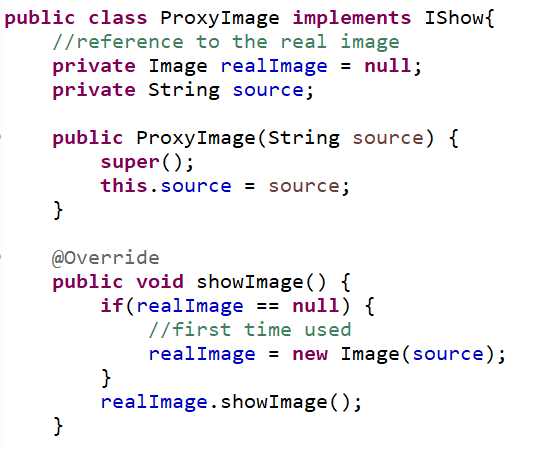 public class ProxyImage implements IShow{
//reference to the real image
private Image realImage = null;
private String source;
public ProxyImage(String source) {
super();
this.source = source;
}
@Override
public void showImage() {
if(realImage == null) {
//first time used
realImage = new Image(source);
}
realImage.showImage();
}